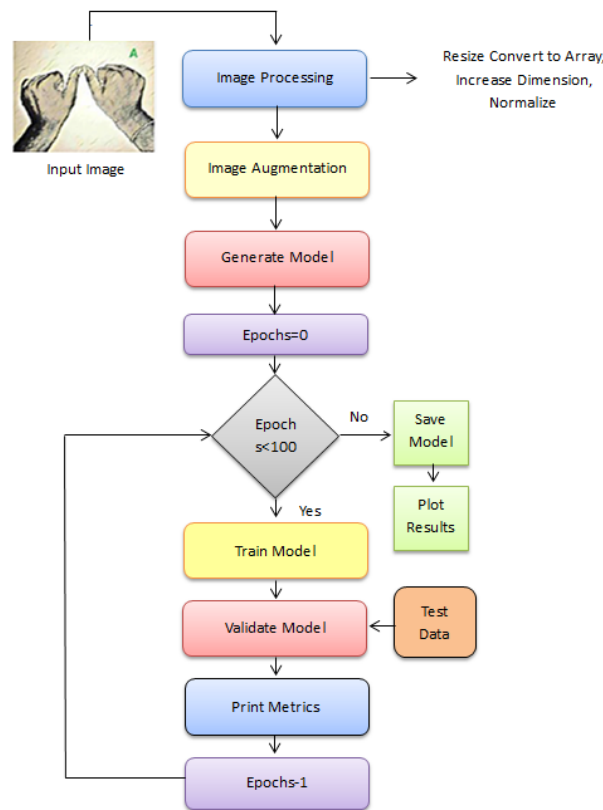 A
Input Image
Image Processing
Resize Convert to Array,
Increase Dimension,
Normalize
Image Augmentation
Generate Model
Epochs=0
Epoch
s<100
No
Save
Model
Plot
Results
Yes
Train Model
Validate Model
Test
Data
Print Metrics
Epochs-1